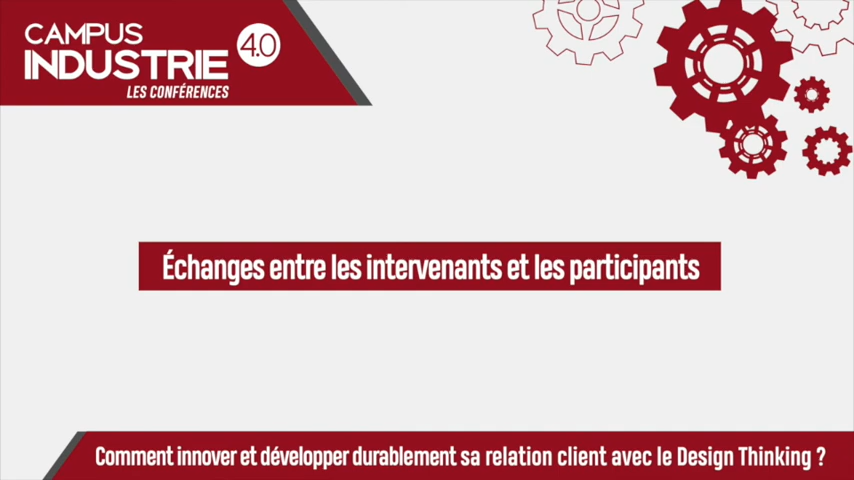 CAMPUS
INDUSTRIE 4.0
LES CONFÉRENCES
Échanges entre les intervenants et les participants
Comment innover et développer durablement sa relation client avec le Design Thinking ?